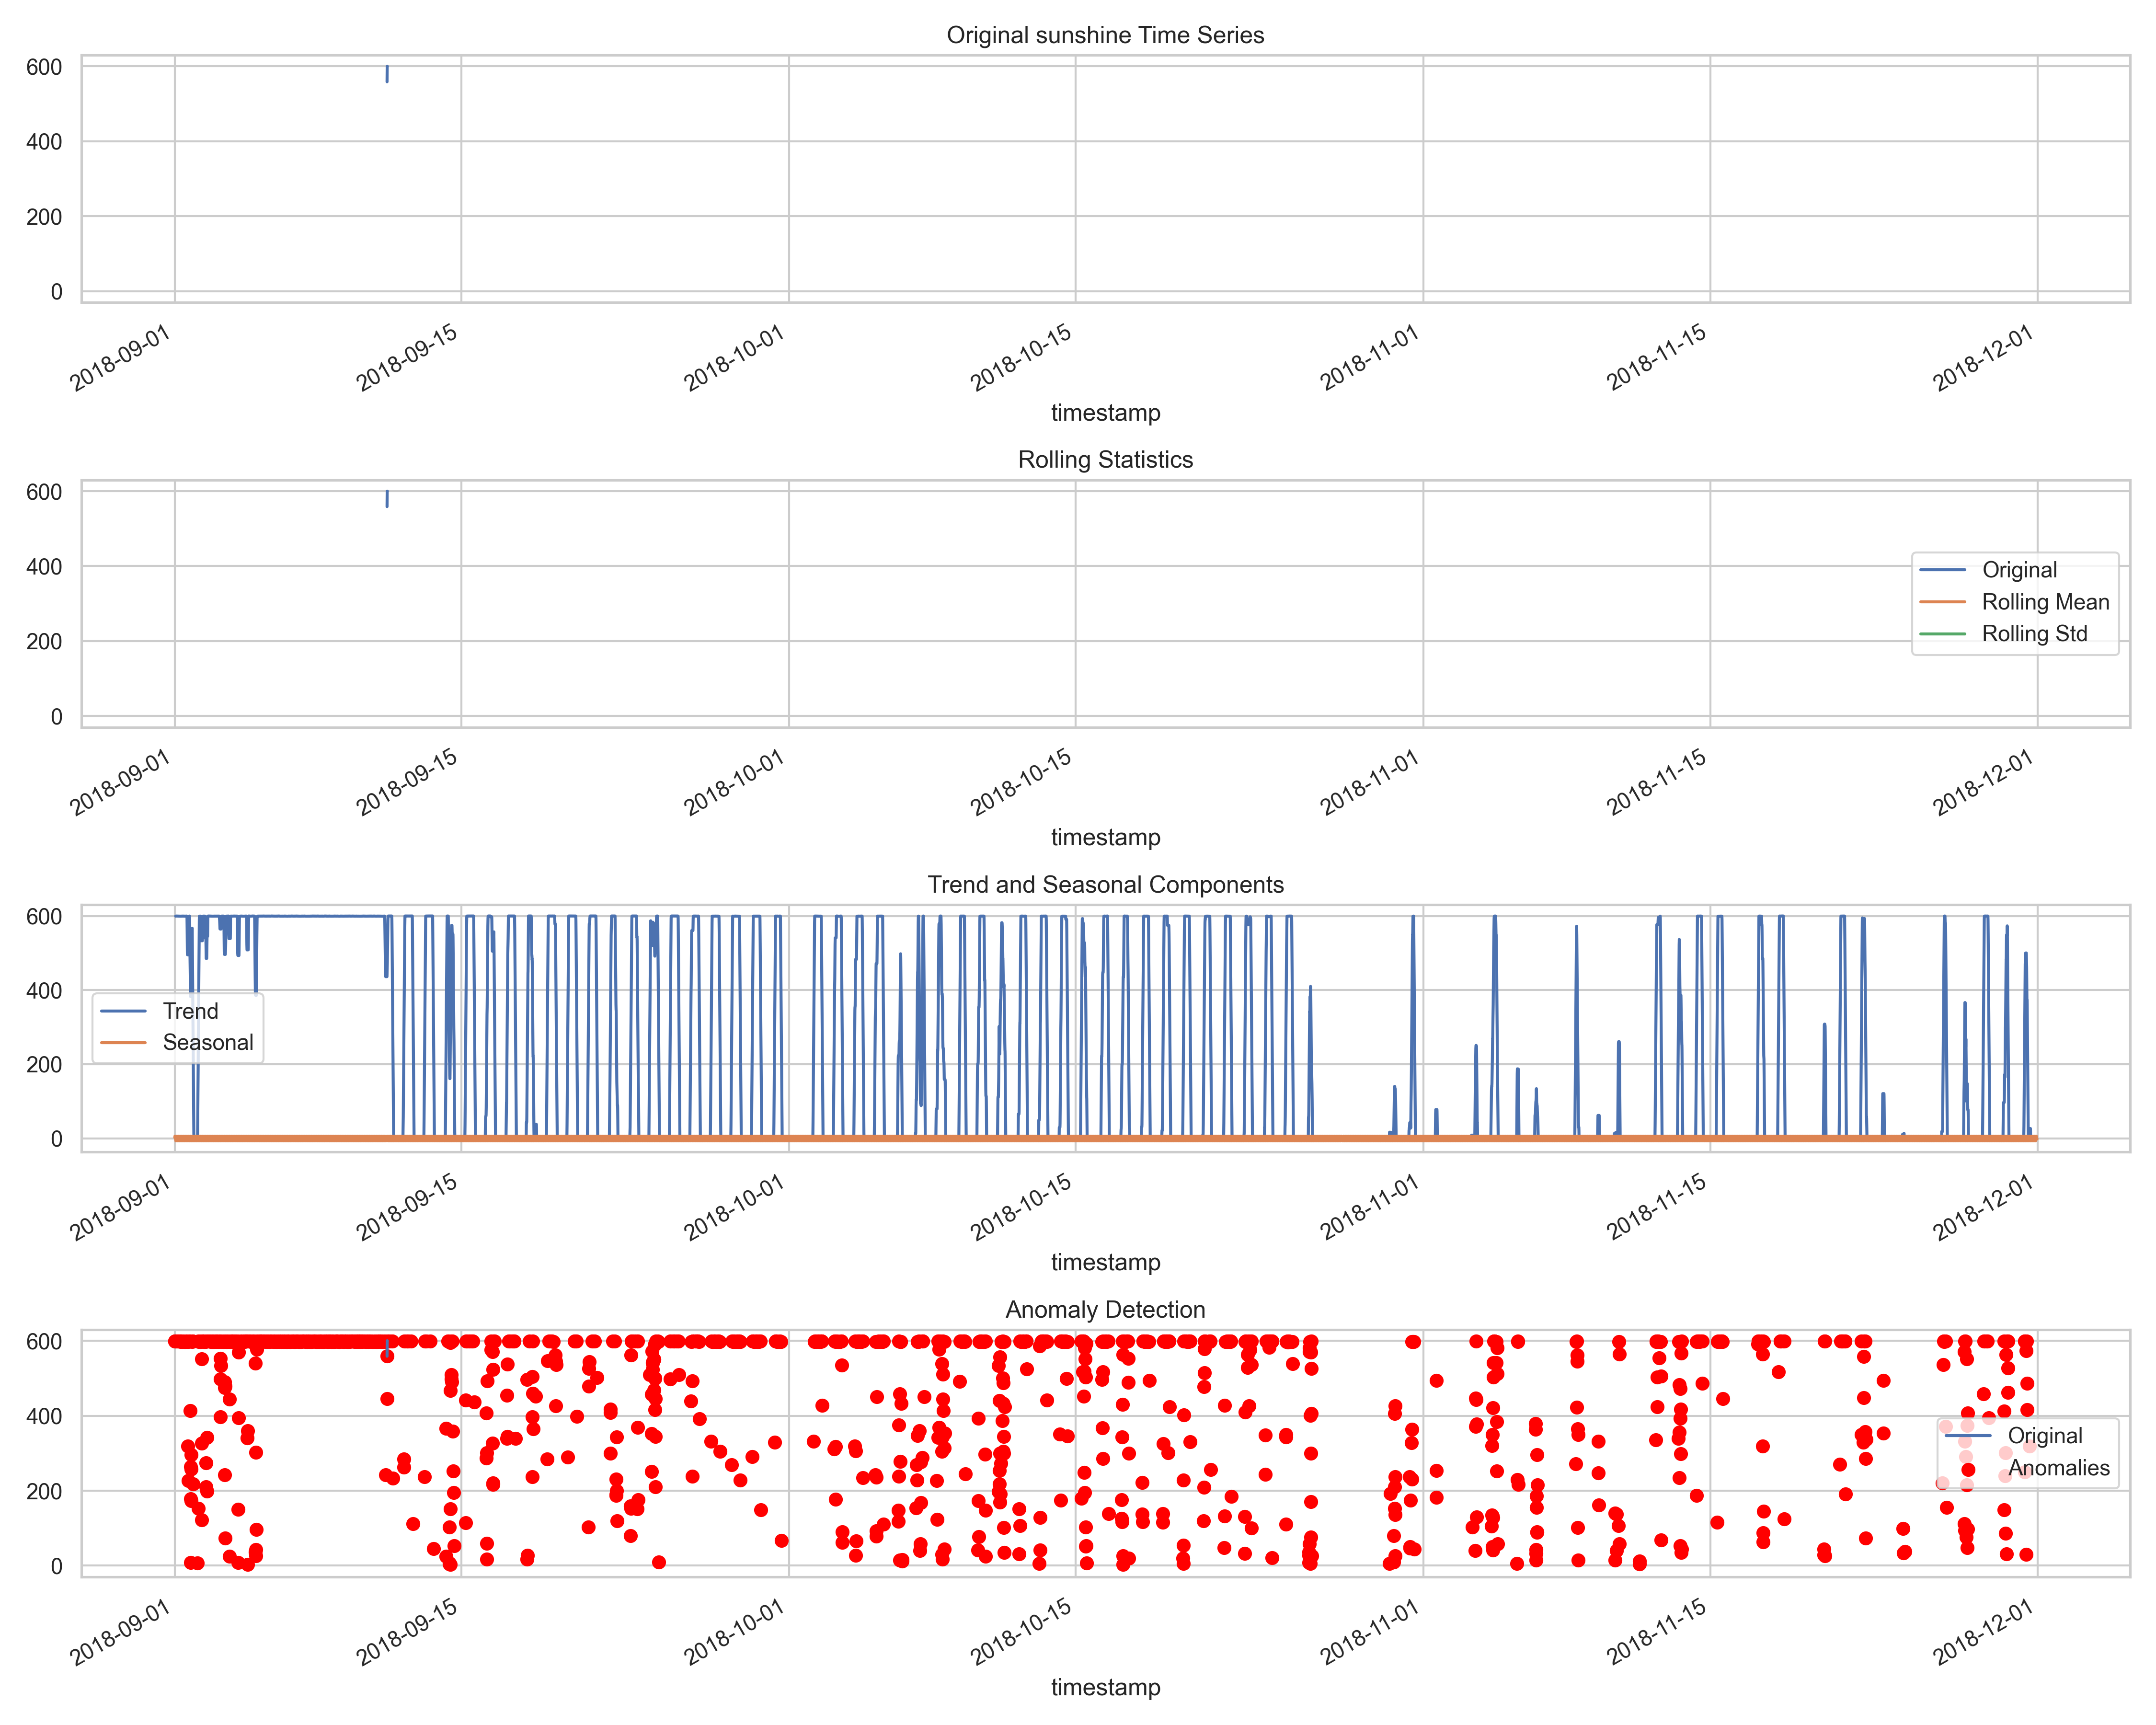 Original sunshine Time Series
600
400
200
0
2018-09-01
2018-09-15
2018-10-01
2018-10-15
2018-11-01
2018-11-15
2018-12-01
timestamp
Rolling Statistics
600
400
200
0
Original
Rolling Mean
Rolling Std
2018-09-01
2018-09-15
2018-10-01
2018-10-15
2018-11-01
2018-11-15
2018-12-01
timestamp
Trend and Seasonal Components
600
400
200
0
Trend
Seasonal
2018-09-01
2018-09-15
2018-10-01
2018-10-15
2018-11-01
2018-11-15
2018-12-01
timestamp
Anomaly Detection
600
400
200
0
Original
Anomalies
2018-09-01
2018-09-15
2018-10-01
2018-10-15
2018-11-01
2018-11-15
2018-12-01
timestamp